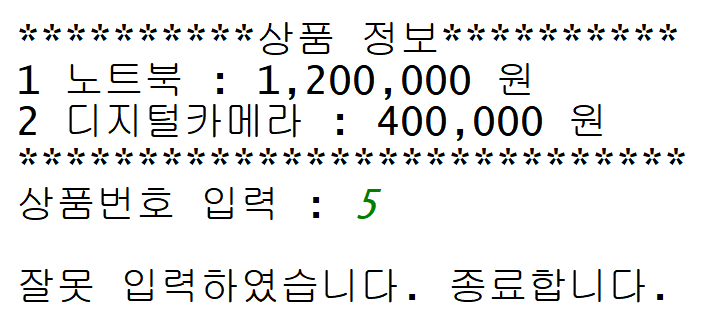 **********상품 정보**********
1 노트북 : 1,200,000 원
2 디지털카메라 : 400,000 원
****************************
상품번호 입력 : 5
잘못 입력하였습니다. 종료합니다.